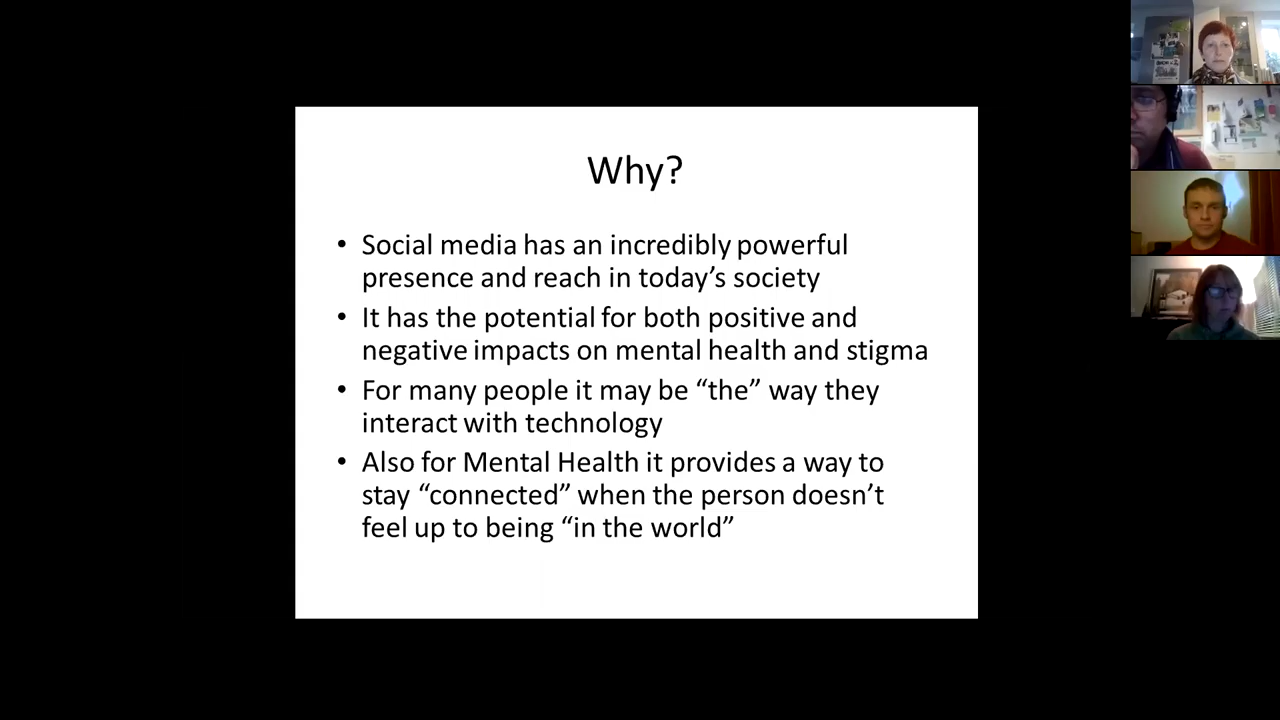 Why?
• Social media has an incredibly powerful
presence and reach in today’s society
• It has the potential for both positive and
negative impacts on mental health and stigma
• For many people it may be “the” way they
interact with technology
• Also for Mental Health it provides a way to
stay “connected” when the person doesn’t
feel up to being “in the world”